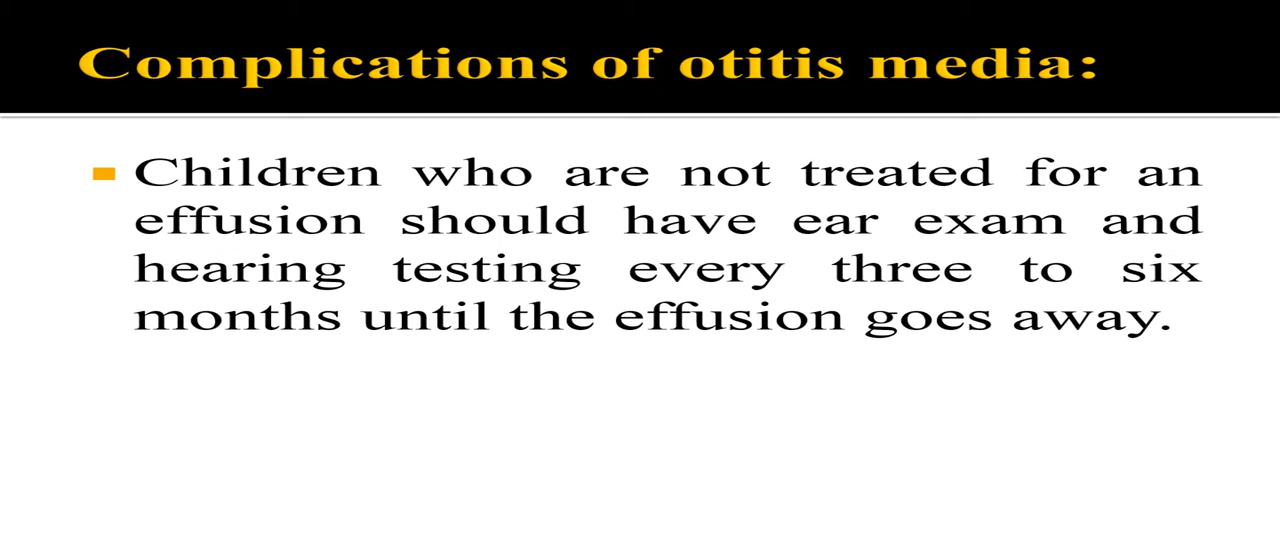 Complications of otitis media:
Children who are not treated for an
effusion should have ear exam and
hearing testing every three to six
months until the effusion goes away.